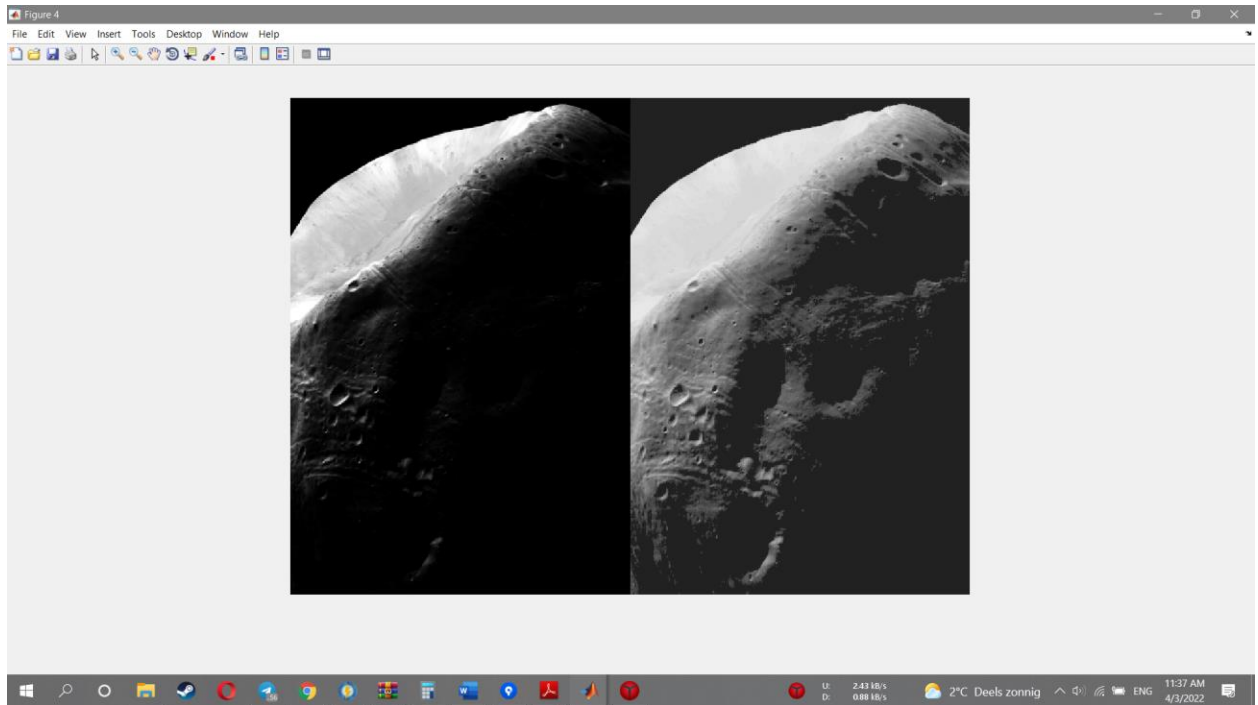 Figure 4
File Edit View Insert Tools Desktop Window Help
56
U: 2.43 kB/s
D: 0.88 kB/s
2°C Deels zonnig
ENG
11:37 AM
4/3/2022